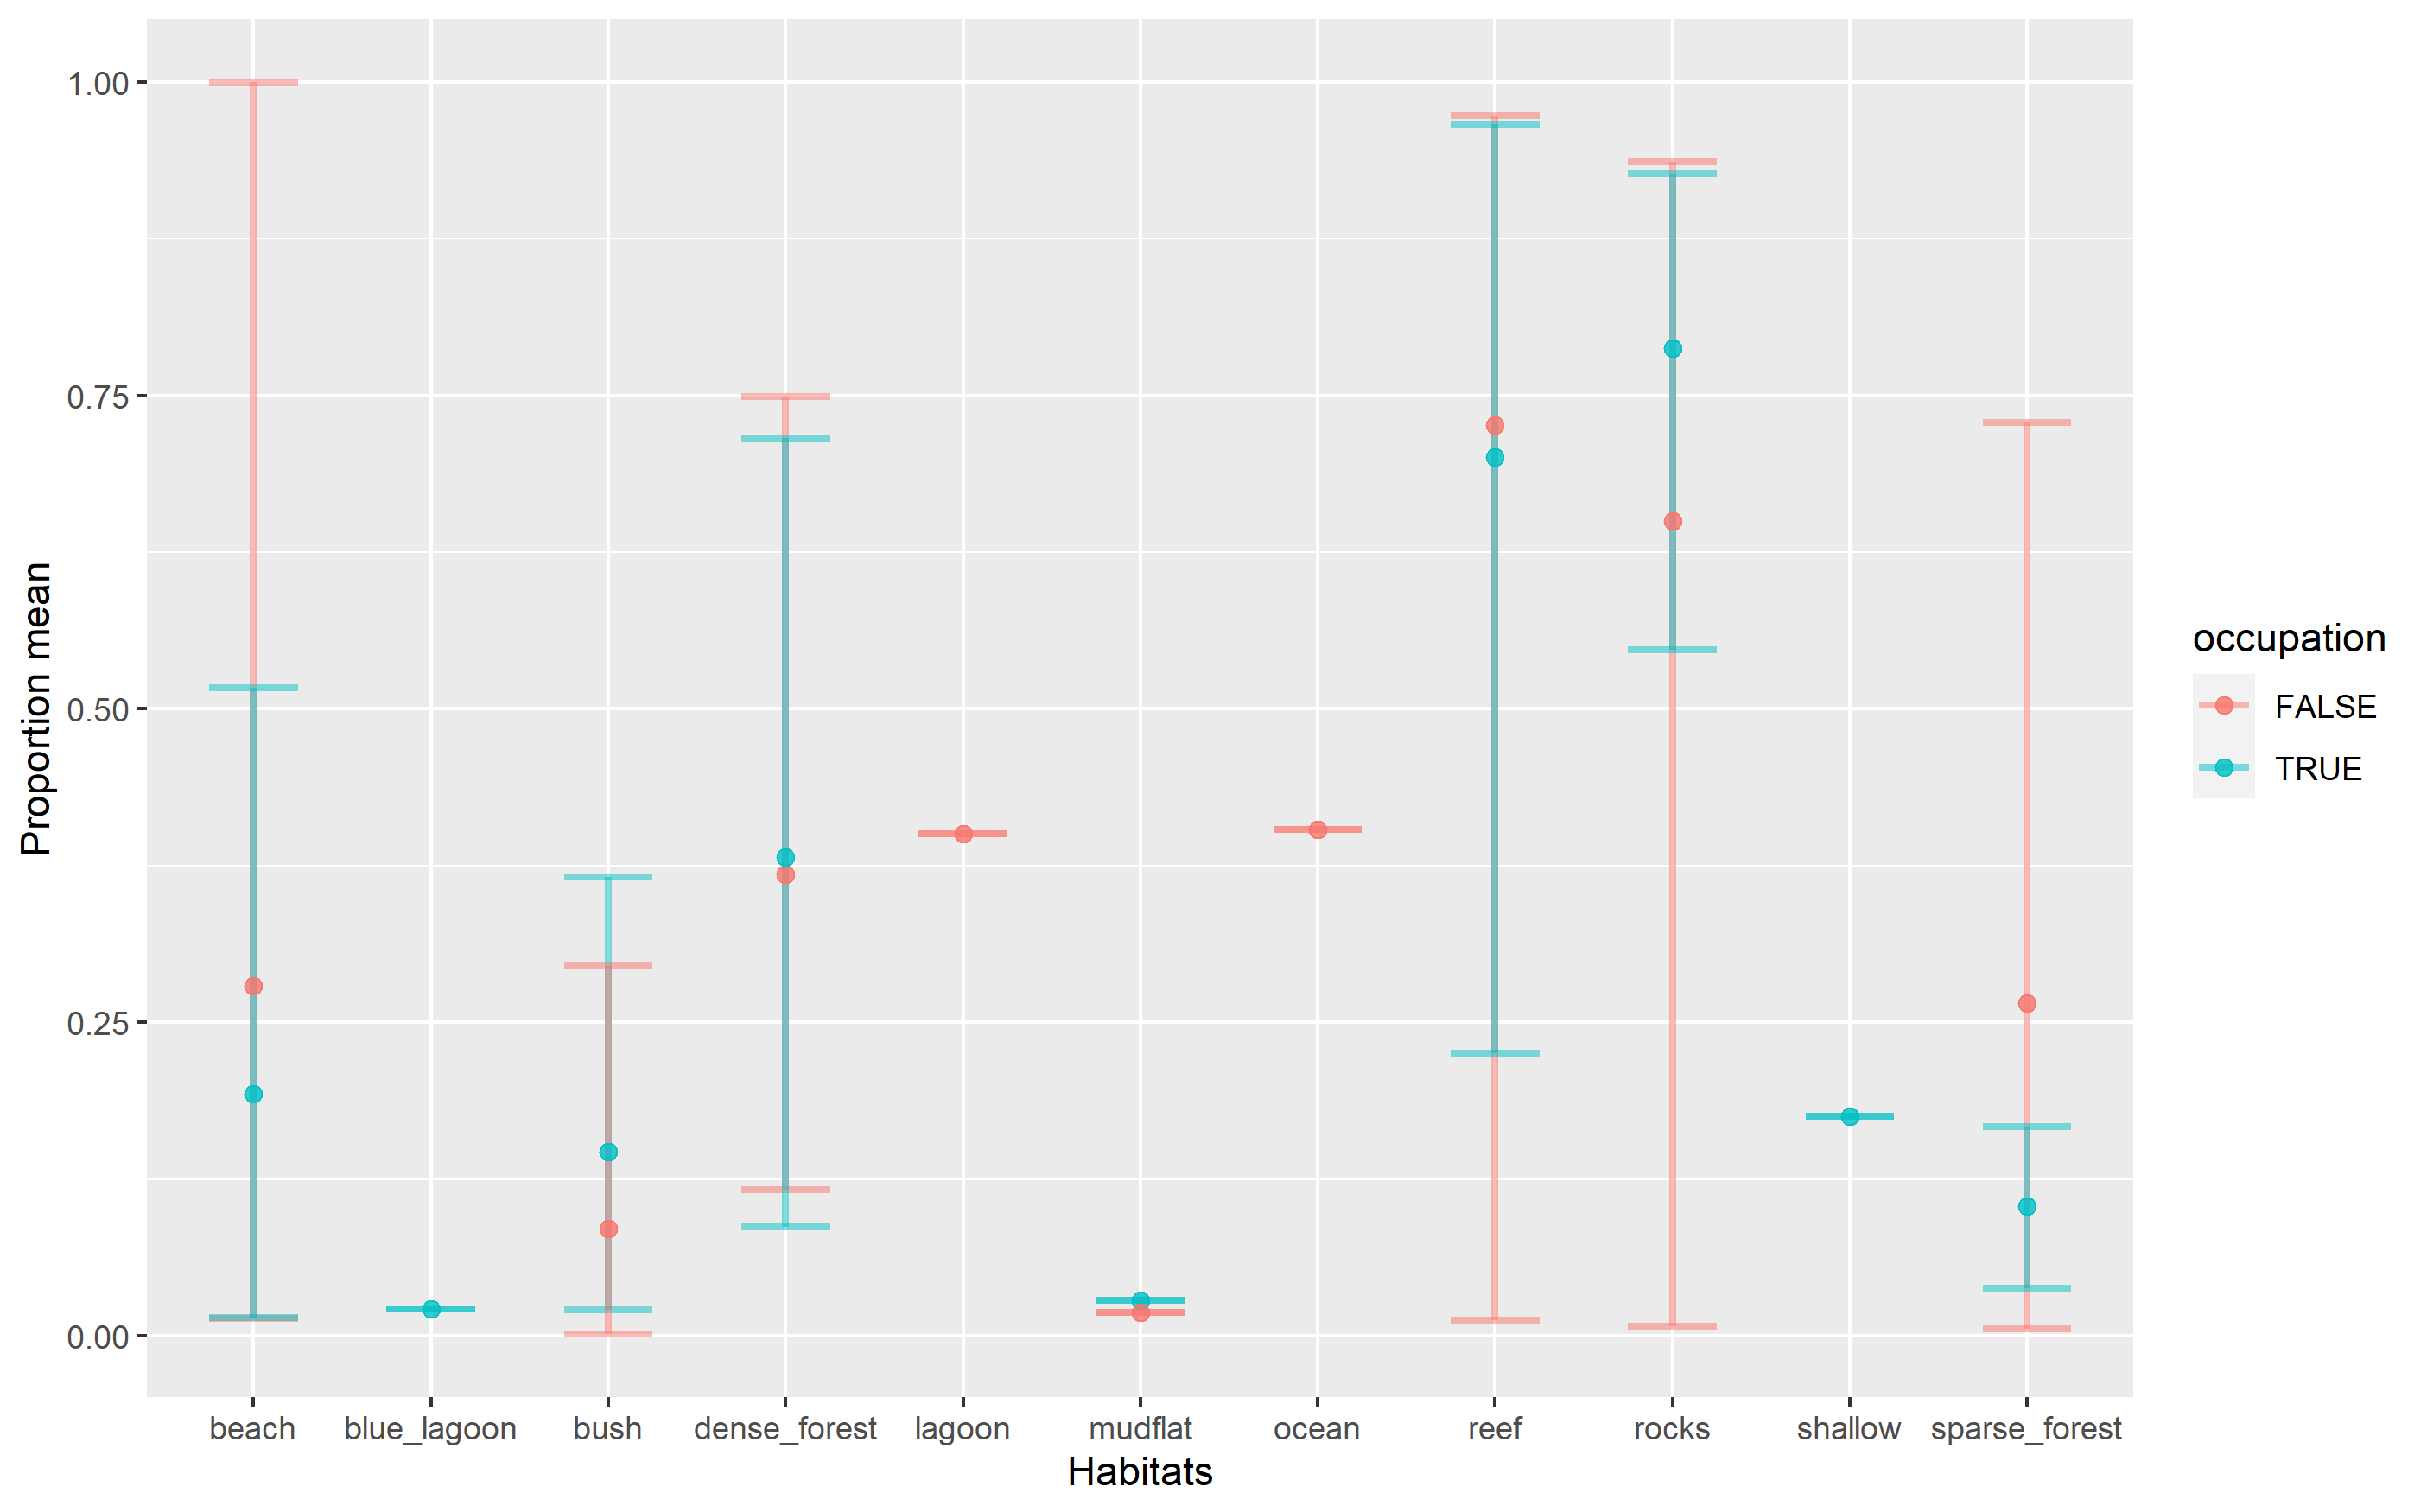 1.00
0.75
0.50
0.25
0.00
Proportion mean
beach blue_lagoon bush dense_forest lagoon mudflat ocean reef rocks shallow sparse_forest
Habitats
occupation
FALSE
TRUE